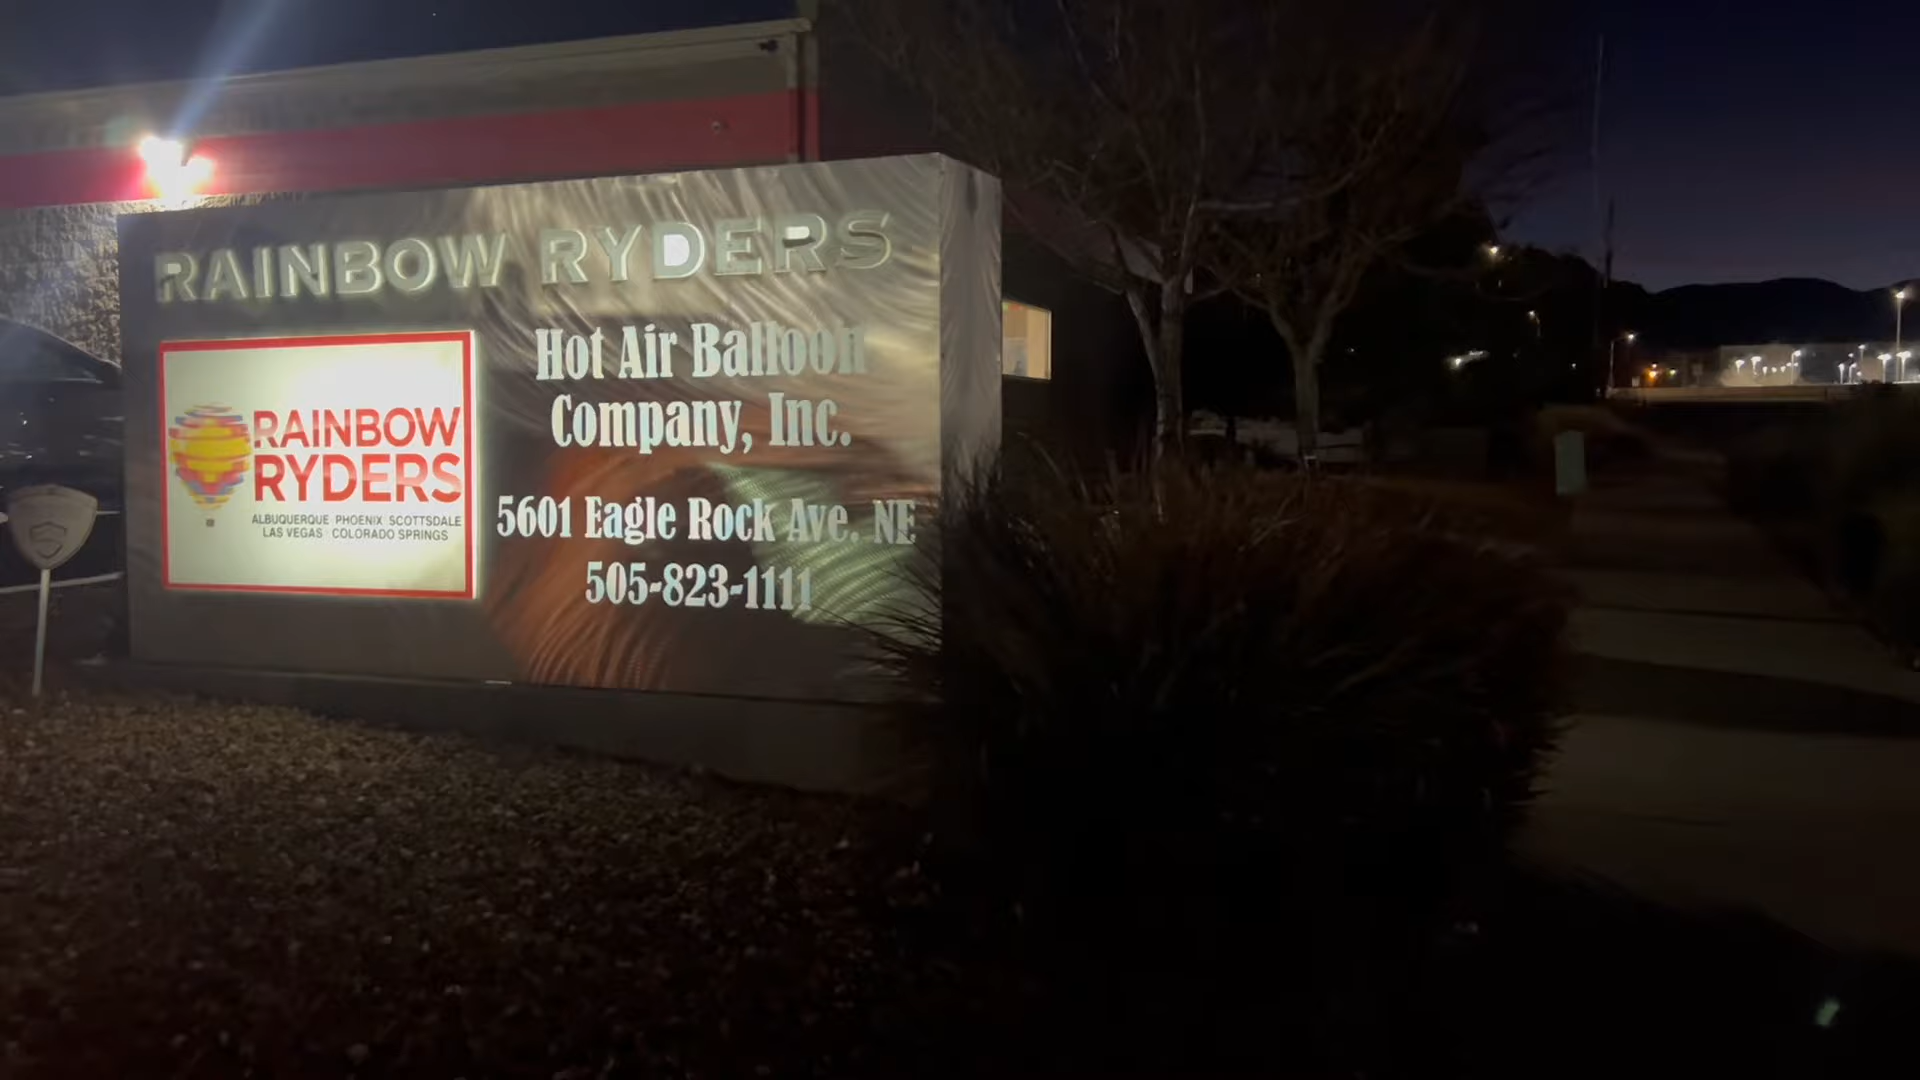 RAINBOW RYDERS
Hot Air Balloon
Company, Inc.
5601 Eagle Rock Ave. NE
505-823-1111
RAINBOW
RYDERS
ALBUQUERQUE · PHOENIX · SCOTTSDALE
LAS VEGAS · COLORADO SPRINGS